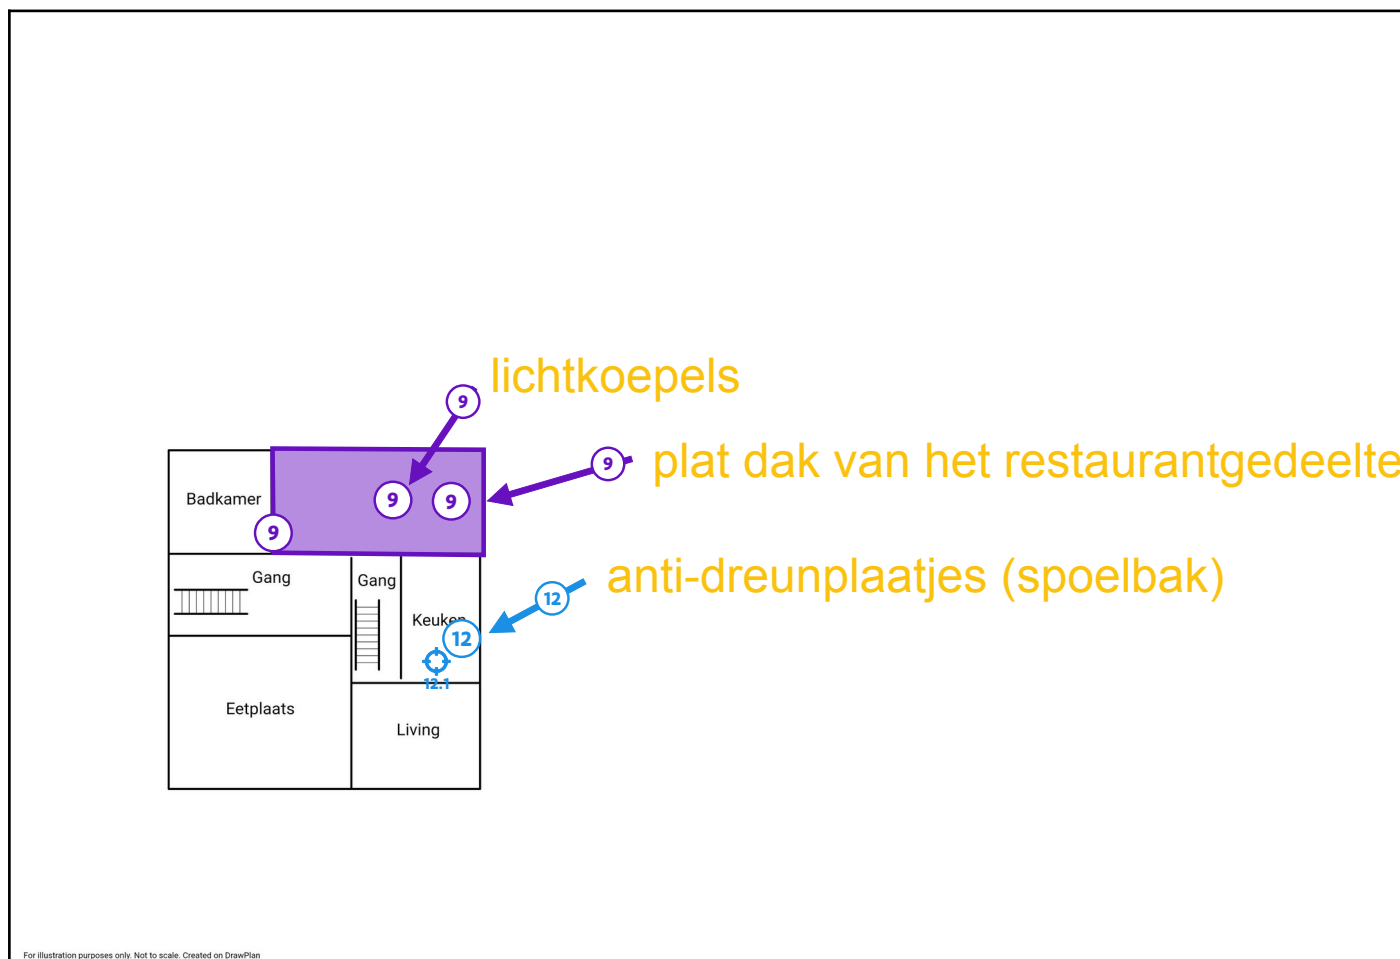 lichtkoepels
9
plat dak van het restaurantgedeelte
9
Badkamer
9
9
9
anti-dreunplaatjes (spoelbak)
12
Gang
Gang
Keuken
12
12.1
Eetplaats
Living
For illustration purposes only. Not to scale. Created on DrawPlan